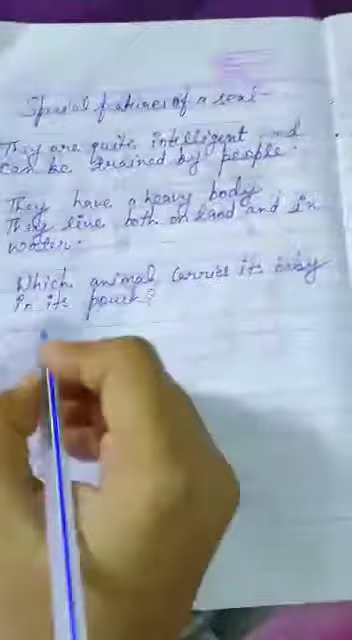 Special features of a seal-
They are quite intelligent and
can be trained by people.
They have a heavy body
They live both on land and in
water.
Which animal carries its baby
in its pouch?